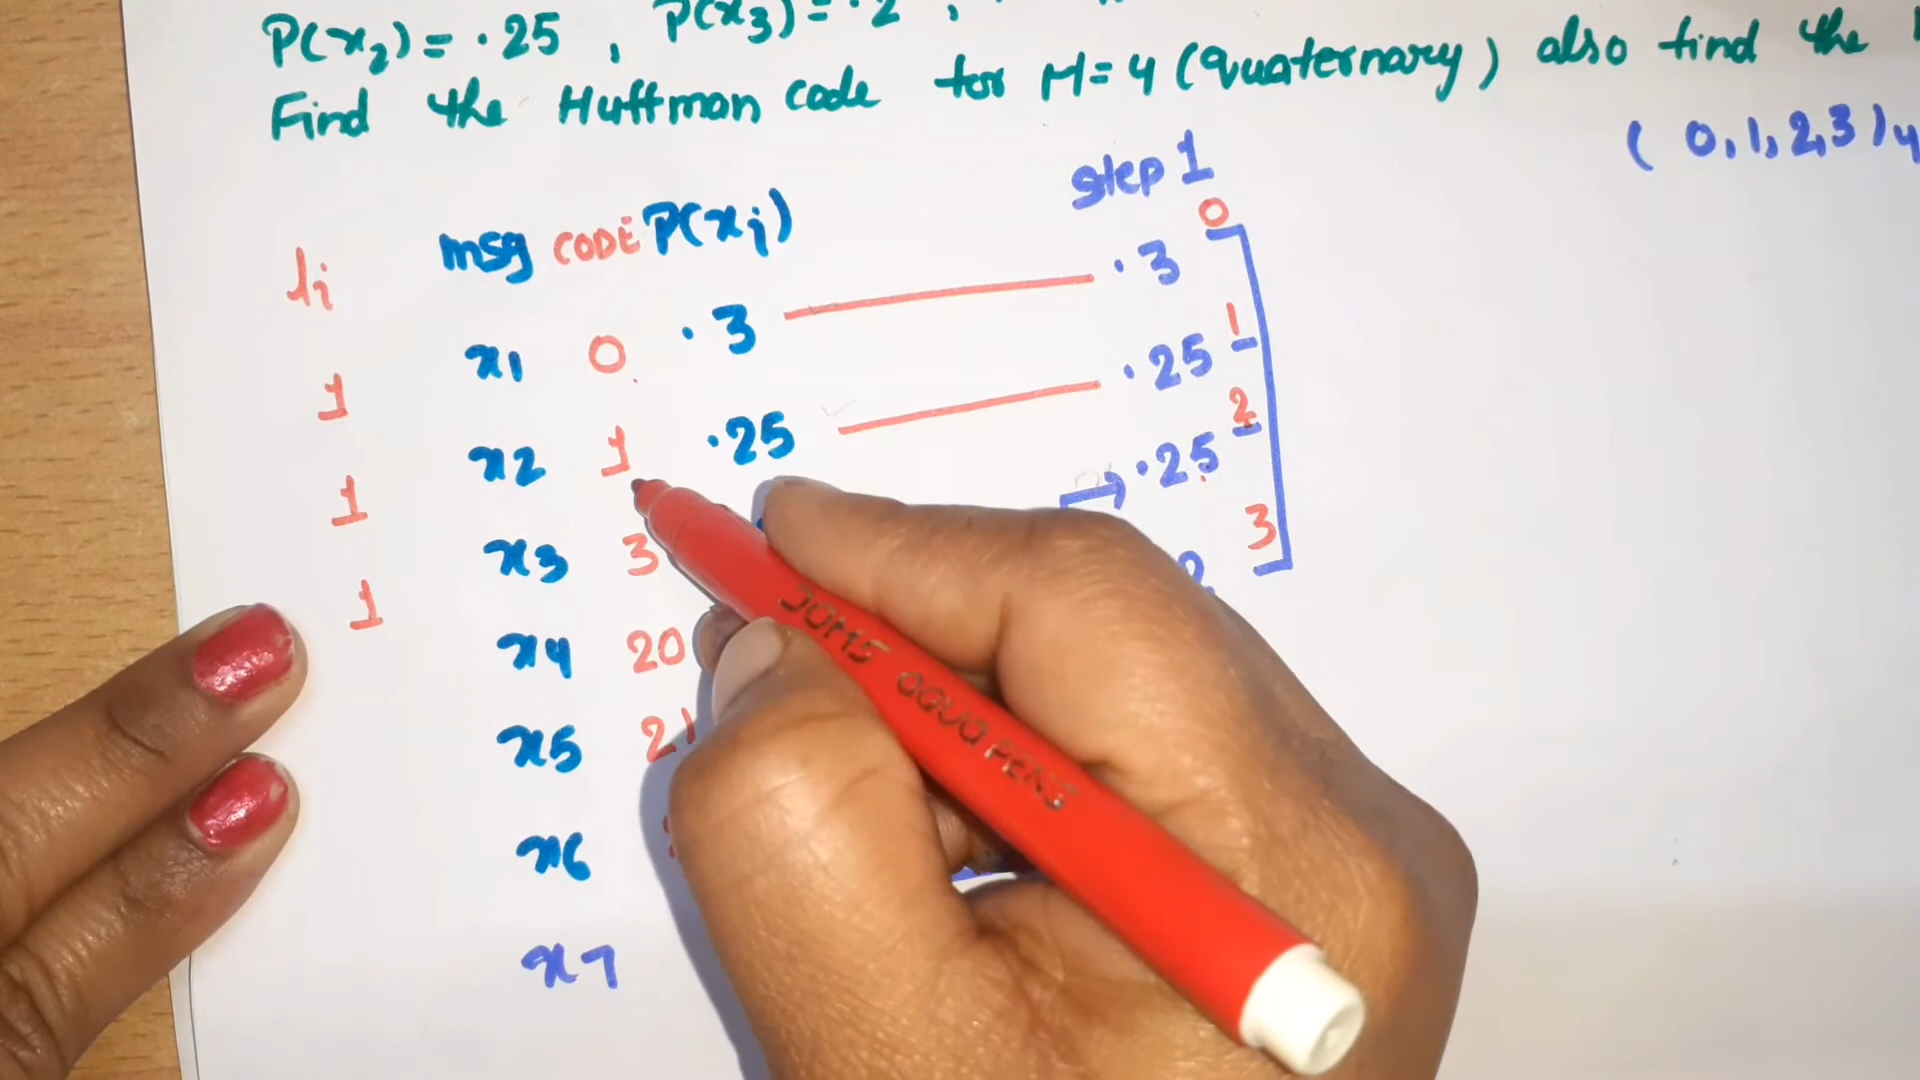 P(x2) = .25 , P(x3) = .2 ,
Find the Huffman code for M=4 (Quaternary) also find the
( 0,1,2,3 ) 4
step 1
li msg CODE P(xi) 0
1 x1 0 .3 .3
1
1 x2 1 .25 .25
2
.25
1 x3 3 2 3
x4 20
x5 21
x6
x7
JOMS AQUA PENS